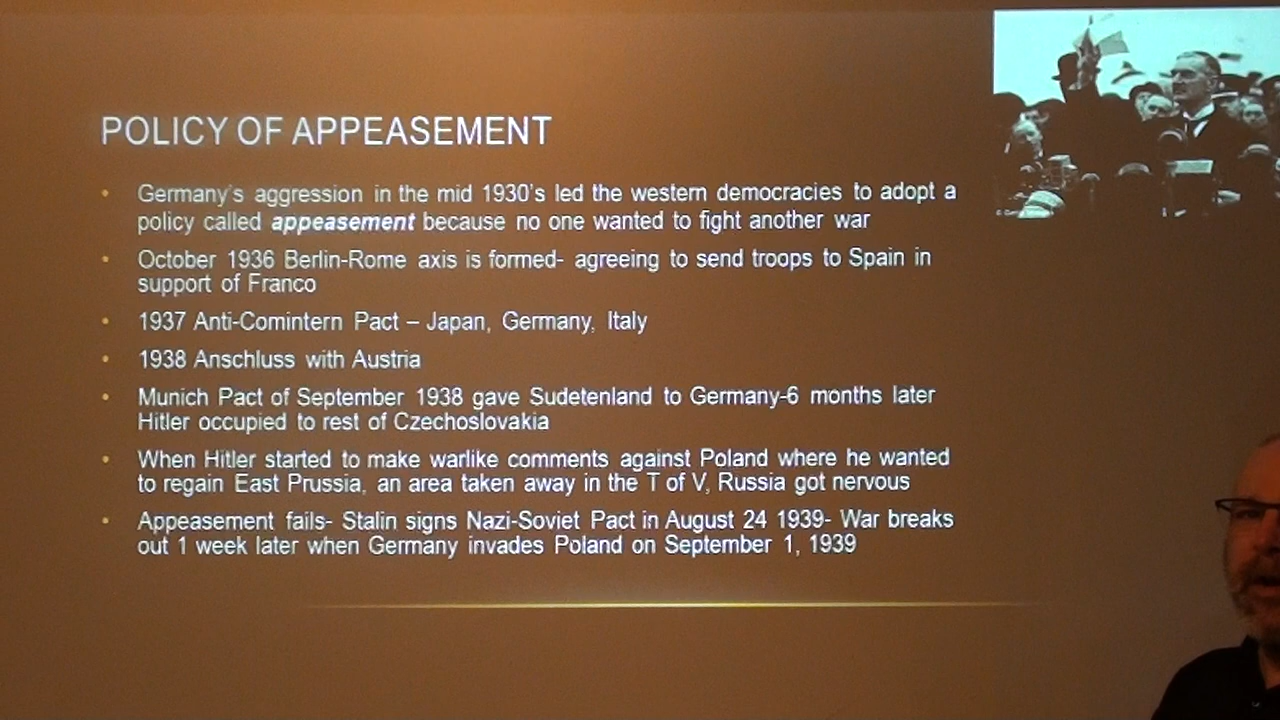 POLICY OF APPEASEMENT
• Germany's aggression in the mid 1930's led the western democracies to adopt a
policy called appeasement because no one wanted to fight another war
• October 1936 Berlin-Rome axis is formed- agreeing to send troops to Spain in
support of Franco
• 1937 Anti-Comintern Pact – Japan, Germany, Italy
• 1938 Anschluss with Austria
• Munich Pact of September 1938 gave Sudetenland to Germany-6 months later
Hitler occupied to rest of Czechoslovakia
• When Hitler started to make warlike comments against Poland where he wanted
to regain East Prussia, an area taken away in the T of V, Russia got nervous
• Appeasement fails- Stalin signs Nazi-Soviet Pact in August 24 1939- War breaks
out 1 week later when Germany invades Poland on September 1, 1939